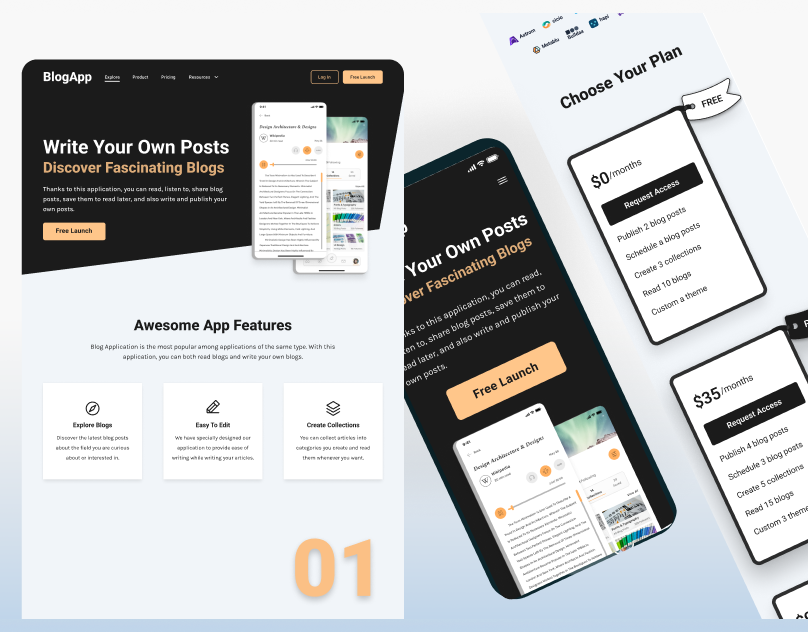 BlogApp
Explore
Product
Pricing
Resources
Log In
Free Launch
Write Your Own Posts
Discover Fascinating Blogs
Thanks to this application, you can read, listen to, share blog
posts, save them to read later, and also write and publish your
own posts.
Free Launch
9:41
Design Architecture & Designs
Wikipedia
Awesome App Features
Blog Application is the most popular among applications of the same type. With this
application, you can both read blogs and write your own blogs.
Explore Blogs
Discover the latest blog posts
about the field you are curious
about or interested in.
Easy To Edit
We have specially designed our
application to provide ease of
writing while writing your articles.
Create Collections
You can collect articles into
categories you create and read
them whenever you want.
01
Your Own Posts
over Fascinating Blogs
nks to this application, you can read,
ten to, share blog posts, save them to
ead later, and also write and publish your
own posts.
Free Launch
9:41
Design Architecture & Designs
Wikipedia
Astrom
MetaMu
hapi
Choose Your Plan
FREE
$0/months
Request Access
Publish 2 blog posts
Schedule a blog posts
Create 3 collections
Read 10 blogs
Custom a theme
$35/months
Request Access
Publish 4 blog posts
Schedule 3 blog posts
Create 5 collections
Read 15 blogs
Custom 3 theme